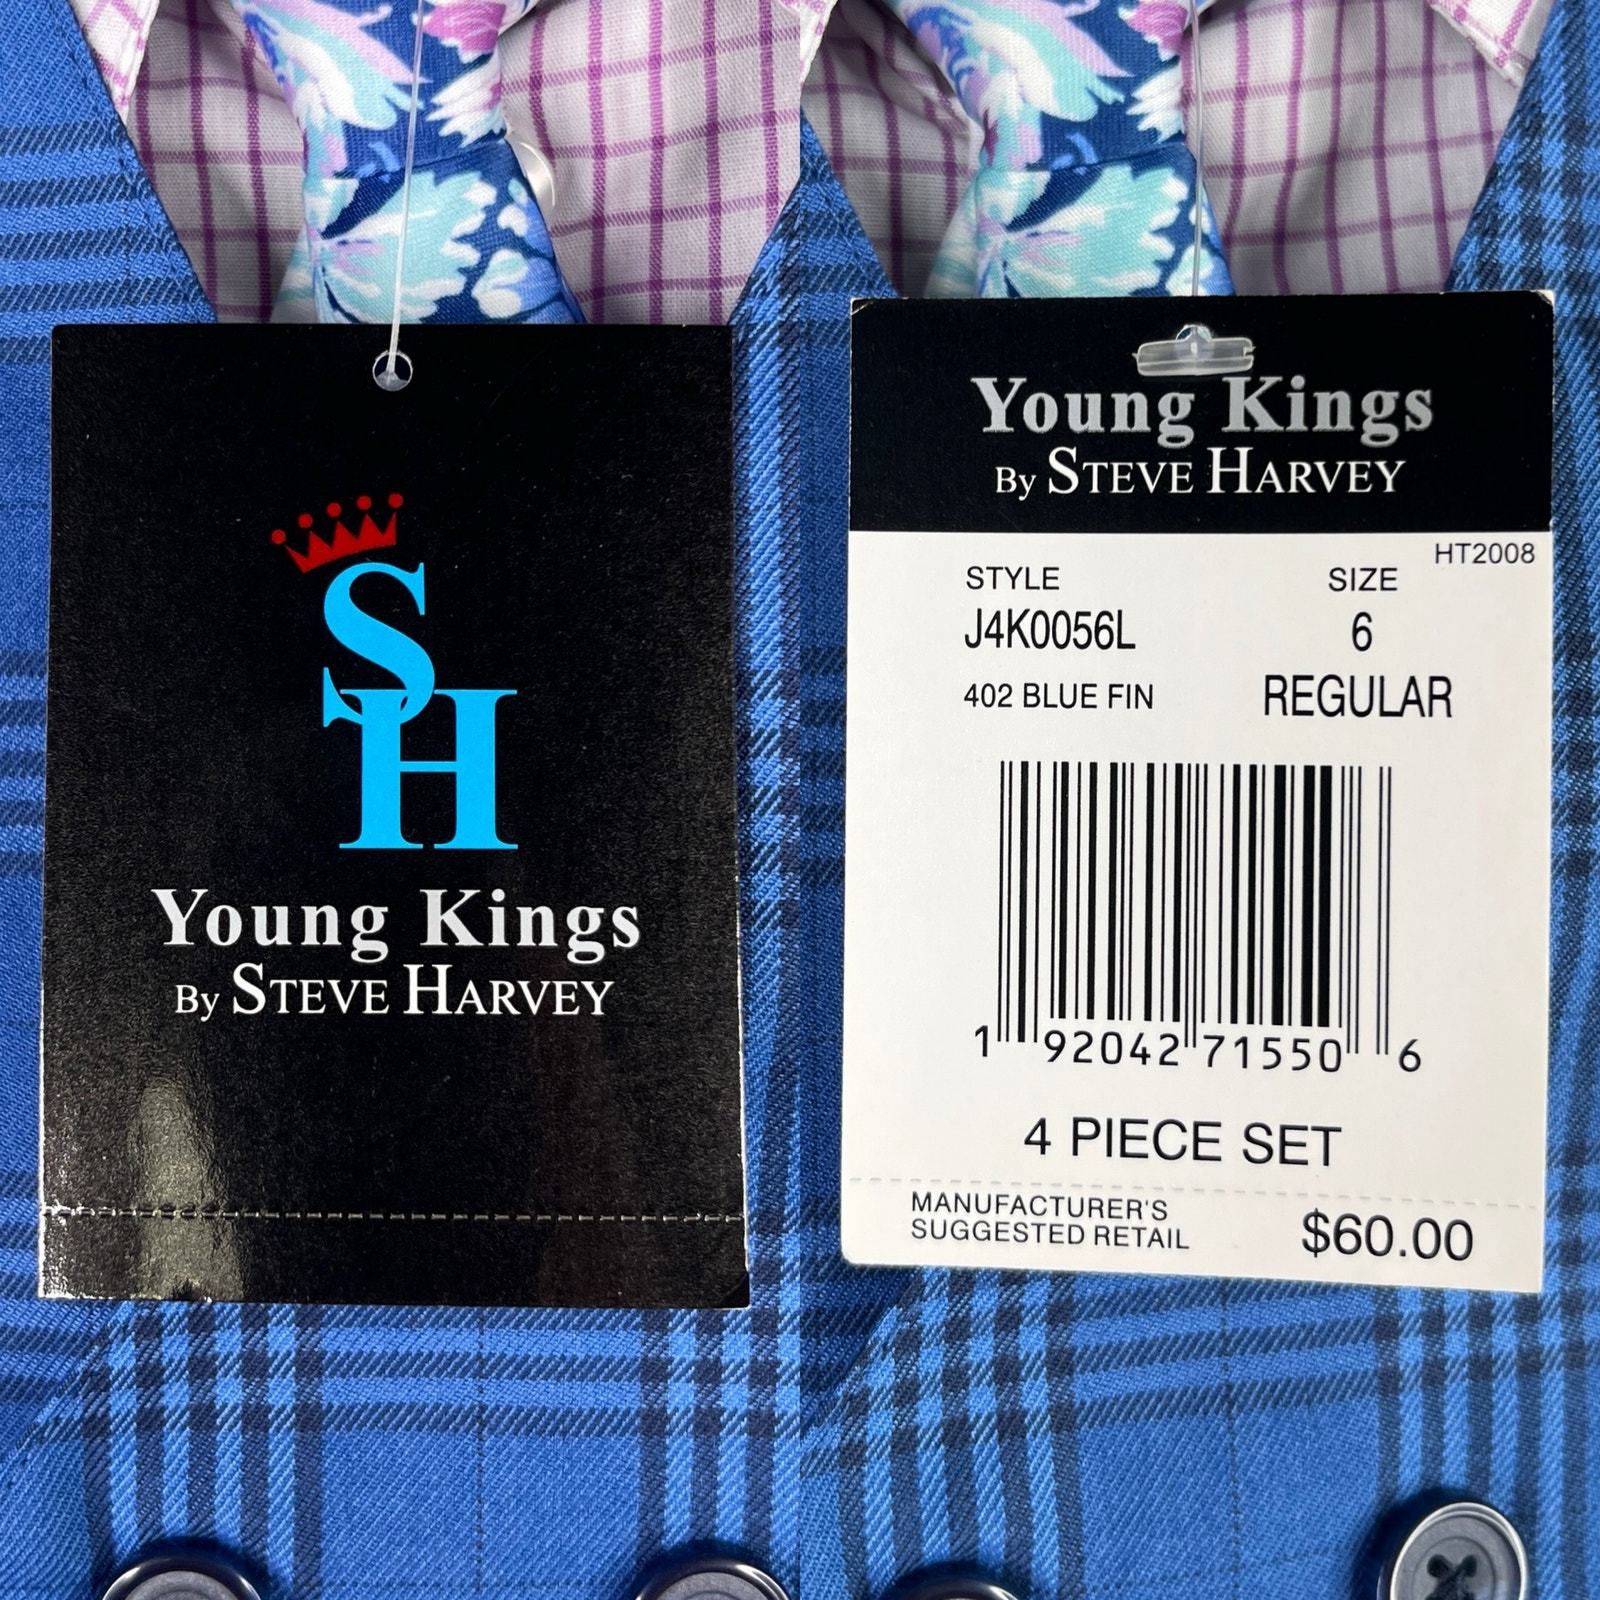 SH
Young Kings
By STEVE HARVEY
Young Kings
By STEVE HARVEY
HT2008
STYLE SIZE
J4K0056L 6
402 BLUE FIN REGULAR
1 92042 71550 6
4 PIECE SET
MANUFACTURER'S
SUGGESTED RETAIL $60.00